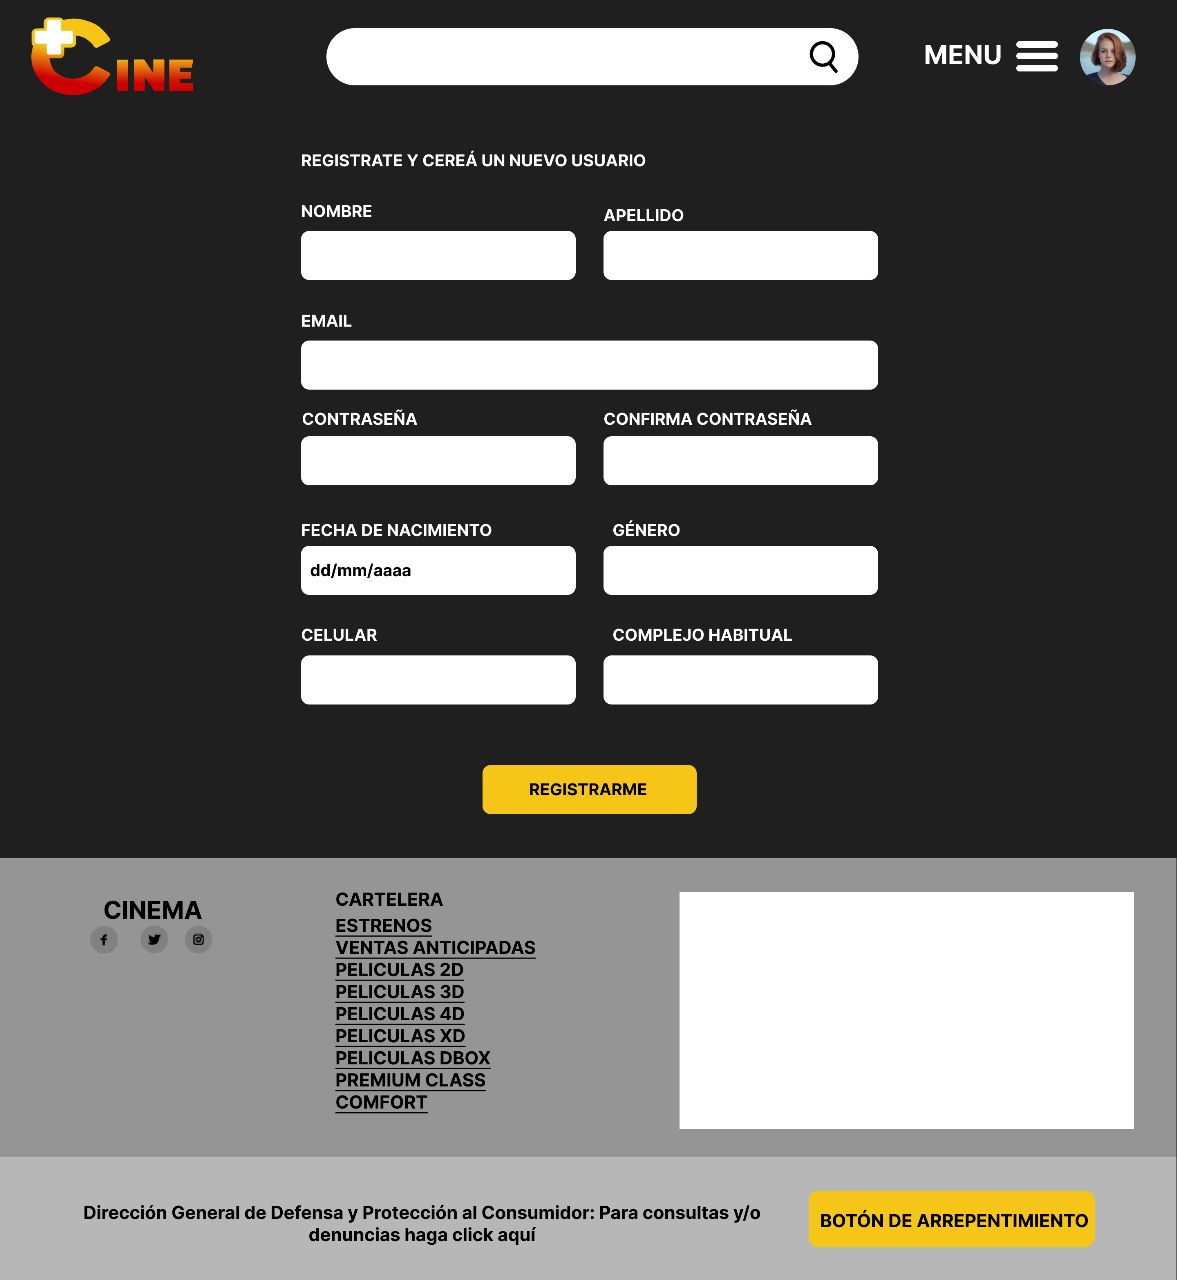 CINE
MENU
REGISTRATE Y CEREÁ UN NUEVO USUARIO
NOMBRE
APELLIDO
EMAIL
CONTRASEÑA
CONFIRMA CONTRASEÑA
FECHA DE NACIMIENTO
GÉNERO
dd/mm/aaaa
CELULAR
COMPLEJO HABITUAL
REGISTRARME
CINEMA
CARTELERA
ESTRENOS
VENTAS ANTICIPADAS
PELICULAS 2D
PELICULAS 3D
PELICULAS 4D
PELICULAS XD
PELICULAS DBOX
PREMIUM CLASS
COMFORT
Dirección General de Defensa y Protección al Consumidor: Para consultas y/o
denuncias haga click aquí
BOTÓN DE ARREPENTIMIENTO